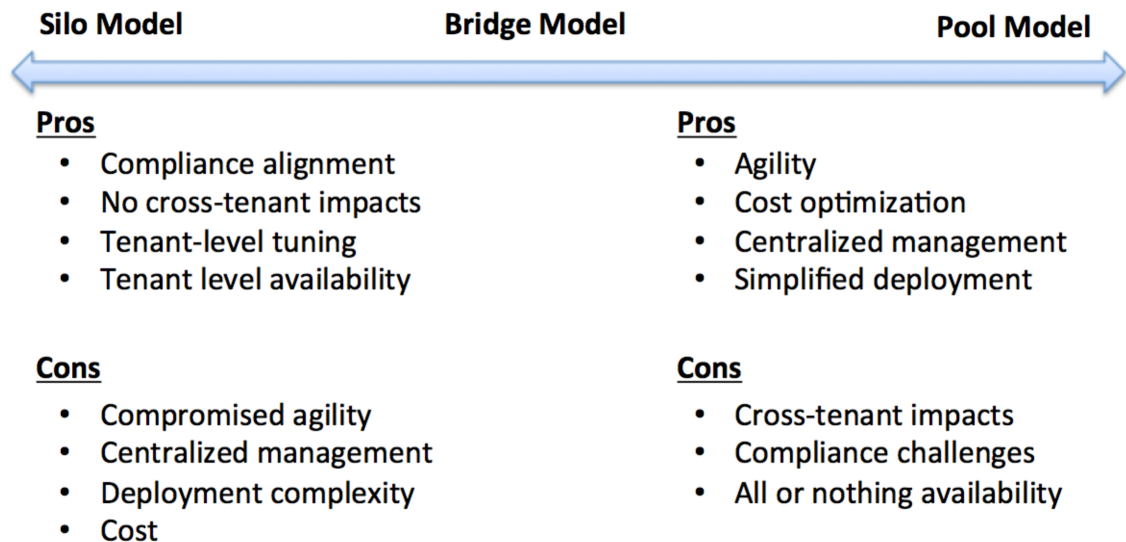 Silo Model
Bridge Model
Pool Model
Pros
• Compliance alignment
• No cross-tenant impacts
• Tenant-level tuning
• Tenant level availability
Cons
• Compromised agility
• Centralized management
• Deployment complexity
• Cost
Pros
• Agility
• Cost optimization
• Centralized management
• Simplified deployment
Cons
• Cross-tenant impacts
• Compliance challenges
• All or nothing availability